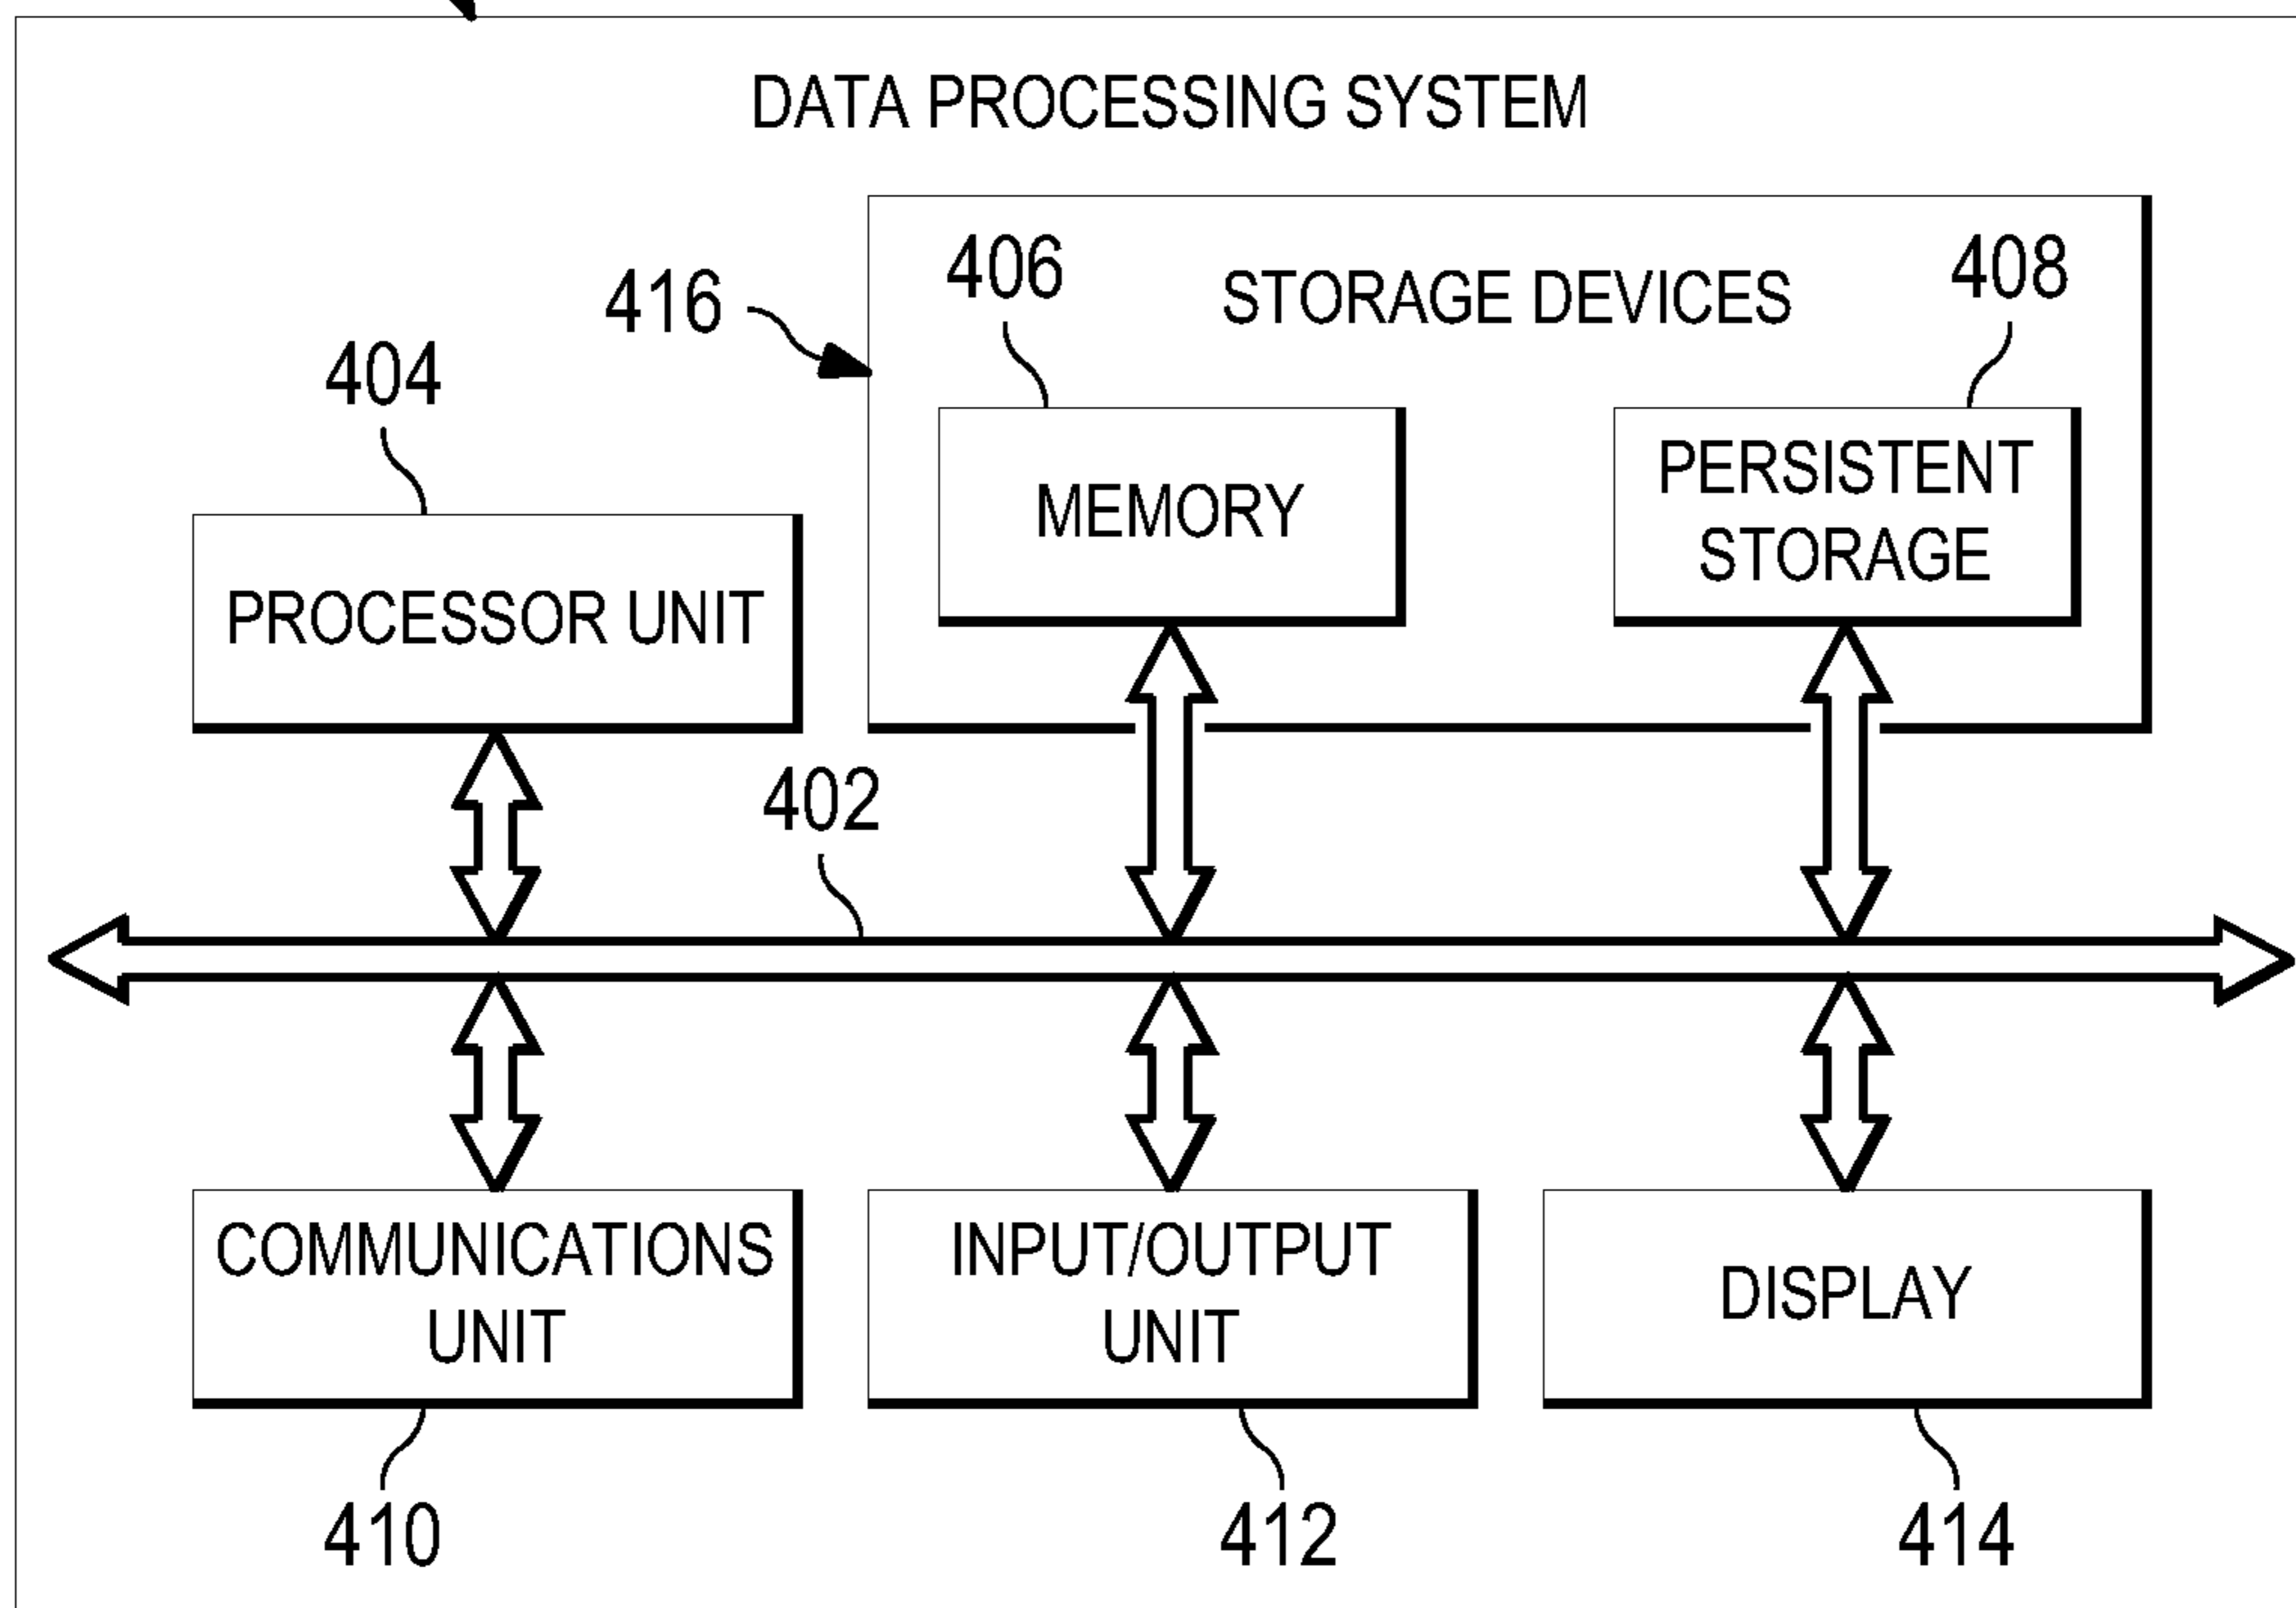 DATA PROCESSING SYSTEM
406
STORAGE DEVICES
408
416
404
MEMORY
PERSISTENT
STORAGE
PROCESSOR UNIT
402
COMMUNICATIONS
UNIT
INPUT/OUTPUT
UNIT
DISPLAY
410
412
414